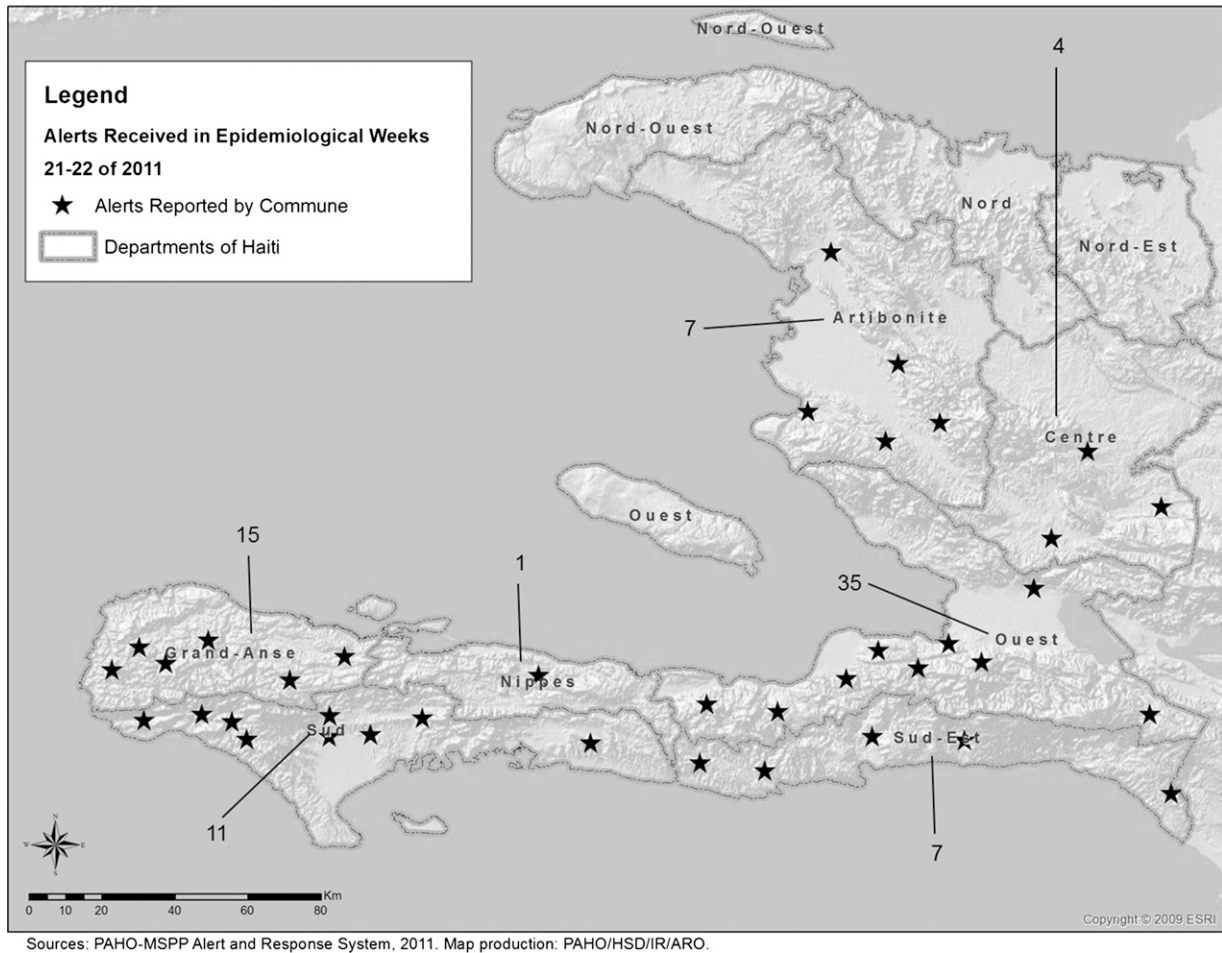 Legend
Alerts Received in Epidemiological Weeks
21-22 of 2011
Alerts Reported by Commune
Departments of Haiti
Nord-Ouest
4
Nord-Ouest
Nord
Nord-Est
7
Artibonite
Centre
Ouest
15
1
35
Grand-Anse
Nippes
Ouest
Sud
Sud-Est
11
7
N
W E
S
Km
0 10 20 40 60 80
Copyright © 2009 ESRI
Sources: PAHO-MSPP Alert and Response System, 2011. Map production: PAHO/HSD/IR/ARO.